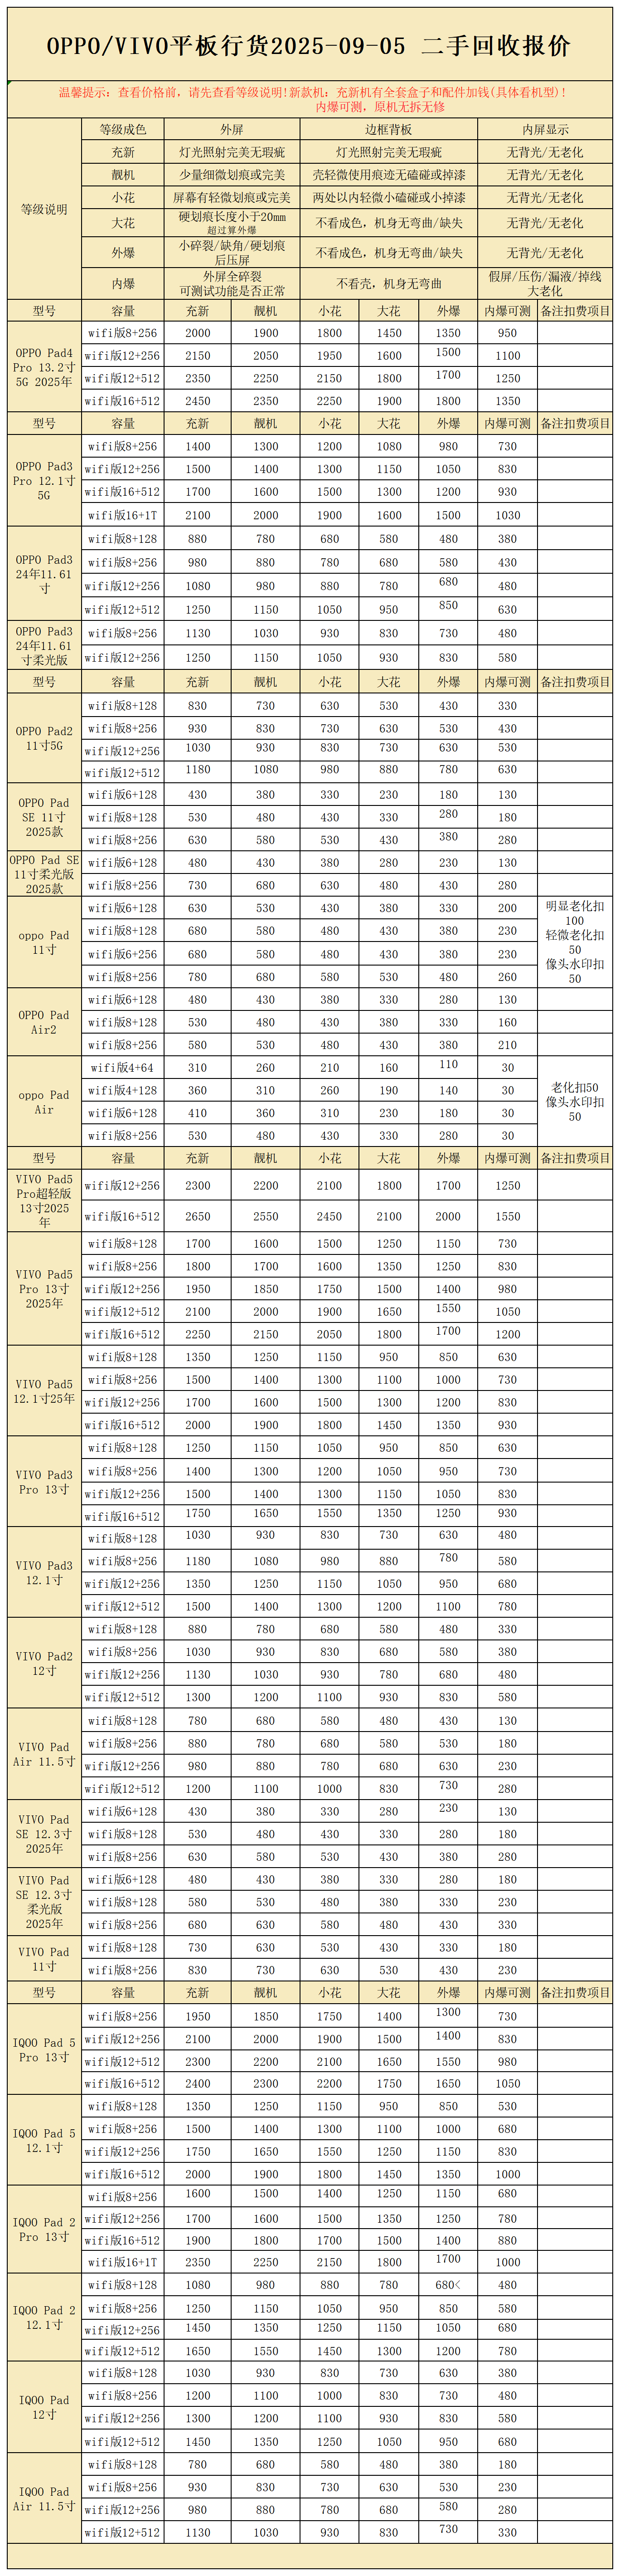 OPPO/VIVO平板行货2025-09-05 二手回收报价
温馨提示：查看价格前，请先查看等级说明!新款机：充新机有全套盒子和配件加钱(具体看机型)!
内爆可测，原机无拆无修
等级说明 等级成色 外屏 边框背板 内屏显示
充新 灯光照射完美无瑕疵 灯光照射完美无瑕疵 无背光/无老化
靓机 少量细微划痕或完美 壳轻微使用痕迹无磕碰或掉漆 无背光/无老化
小花 屏幕有轻微划痕或完美 两处以内轻微小磕碰或小掉漆 无背光/无老化
大花 硬划痕长度小于20mm 超过算外爆 不看成色，机身无弯曲/缺失 无背光/无老化
外爆 小碎裂/缺角/硬划痕 后压屏 不看成色，机身无弯曲/缺失 无背光/无老化
内爆 外屏全碎裂 可测试功能是否正常 不看壳，机身无弯曲 假屏/压伤/漏液/掉线 大老化
型号 容量 充新 靓机 小花 大花 外爆 内爆可测 备注扣费项目
OPPO Pad4 Pro 13.2寸 5G 2025年
wifi版8+256 2000 1900 1800 1450 1350 950
wifi版12+256 2150 2050 1950 1600 1500 1100
wifi版12+512 2350 2250 2150 1800 1700 1250
wifi版16+512 2450 2350 2250 1900 1800 1350
型号 容量 充新 靓机 小花 大花 外爆 内爆可测 备注扣费项目
OPPO Pad3 Pro 12.1寸 5G
wifi版8+256 1400 1300 1200 1080 980 730
wifi版12+256 1500 1400 1300 1150 1050 830
wifi版16+512 1700 1600 1500 1300 1200 930
wifi版16+1T 2100 2000 1900 1600 1500 1030
OPPO Pad3 24年11.61寸
wifi版8+128 880 780 680 580 480 380
wifi版8+256 980 880 780 680 580 430
wifi版12+256 1080 980 880 780 680 480
wifi版12+512 1250 1150 1050 950 850 630
OPPO Pad3 24年11.61寸柔光版
wifi版8+256 1130 1030 930 830 730 480
wifi版12+256 1250 1150 1050 930 830 580
型号 容量 充新 靓机 小花 大花 外爆 内爆可测 备注扣费项目
OPPO Pad2 11寸5G
wifi版8+128 830 730 630 530 430 330
wifi版8+256 930 830 730 630 530 430
wifi版12+256 1030 930 830 730 630 530
wifi版12+512 1180 1080 980 880 780 630
OPPO Pad SE 11寸 2025款
wifi版6+128 430 380 330 230 180 130
wifi版8+128 530 480 430 330 280 180
wifi版8+256 630 580 530 430 380 280
OPPO Pad SE 11寸柔光版 2025款
wifi版6+128 480 430 380 280 230 130
wifi版8+256 730 680 630 480 430 280
oppo Pad 11寸
wifi版6+128 630 530 430 380 330 200
wifi版8+128 680 580 480 430 380 230
wifi版6+256 680 580 480 430 380 230
wifi版8+256 780 680 580 530 480 260
明显老化扣100
轻微老化扣50
像头水印扣50
OPPO Pad Air2
wifi版6+128 480 430 380 330 280 130
wifi版8+128 530 480 430 380 330 160
wifi版8+256 580 530 480 430 380 210
oppo Pad Air
wifi版4+64 310 260 210 160 110 30
wifi版4+128 360 310 260 190 140 30
wifi版6+128 410 360 310 230 180 30
wifi版8+256 530 480 430 330 280 30
老化扣50
像头水印扣50
型号 容量 充新 靓机 小花 大花 外爆 内爆可测 备注扣费项目
VIVO Pad5 Pro超轻版 13寸2025年
wifi版12+256 2300 2200 2100 1800 1700 1250
wifi版16+512 2650 2550 2450 2100 2000 1550
VIVO Pad5 Pro 13寸 2025年
wifi版8+128 1700 1600 1500 1250 1150 730
wifi版8+256 1800 1700 1600 1350 1250 830
wifi版12+256 1950 1850 1750 1500 1400 980
wifi版12+512 2100 2000 1900 1650 1550 1050
wifi版16+512 2250 2150 2050 1800 1700 1200
VIVO Pad5 12.1寸25年
wifi版8+128 1350 1250 1150 950 850 630
wifi版8+256 1500 1400 1300 1100 1000 730
wifi版12+256 1700 1600 1500 1300 1200 830
wifi版16+512 2000 1900 1800 1450 1350 930
VIVO Pad3 Pro 13寸
wifi版8+128 1250 1150 1050 950 850 630
wifi版8+256 1400 1300 1200 1050 950 730
wifi版12+256 1500 1400 1300 1150 1050 830
wifi版16+512 1750 1650 1550 1350 1250 930
VIVO Pad3 12.1寸
wifi版8+128 1030 930 830 730 630 480
wifi版8+256 1180 1080 980 880 780 580
wifi版12+256 1350 1250 1150 1050 950 680
wifi版12+512 1500 1400 1300 1200 1100 780
VIVO Pad2 12寸
wifi版8+128 880 780 680 580 480 330
wifi版8+256 1030 930 830 680 580 380
wifi版12+256 1130 1030 930 780 680 480
wifi版12+512 1300 1200 1100 930 830 580
VIVO Pad Air 11.5寸
wifi版8+128 780 680 580 480 430 130
wifi版8+256 880 780 680 580 530 180
wifi版12+256 980 880 780 680 630 230
wifi版12+512 1200 1100 1000 830 730 280
VIVO Pad SE 12.3寸 2025年
wifi版6+128 430 380 330 280 230 130
wifi版8+128 530 480 430 330 280 180
wifi版8+256 630 580 530 430 380 280
VIVO Pad SE 12.3寸 柔光版 2025年
wifi版6+128 480 430 380 330 280 180
wifi版8+128 580 530 480 380 330 230
wifi版8+256 680 630 580 480 430 330
VIVO Pad 11寸
wifi版8+128 730 630 530 430 330 180
wifi版8+256 830 730 630 530 430 230
型号 容量 充新 靓机 小花 大花 外爆 内爆可测 备注扣费项目
IQOO Pad 5 Pro 13寸
wifi版8+256 1950 1850 1750 1400 1300 730
wifi版12+256 2100 2000 1900 1500 1400 830
wifi版12+512 2300 2200 2100 1650 1550 980
wifi版16+512 2400 2300 2200 1750 1650 1050
IQOO Pad 5 12.1寸
wifi版8+128 1350 1250 1150 950 850 530
wifi版8+256 1500 1400 1300 1100 1000 680
wifi版12+256 1750 1650 1550 1250 1150 830
wifi版16+512 2000 1900 1800 1450 1350 1000
IQOO Pad 2 Pro 13寸
wifi版8+256 1600 1500 1400 1250 1150 680
wifi版12+256 1700 1600 1500 1350 1250 780
wifi版16+512 1900 1800 1700 1500 1400 880
wifi版16+1T 2350 2250 2150 1800 1700 1000
IQOO Pad 2 12.1寸
wifi版8+128 1080 980 880 780 680< 480
wifi版8+256 1250 1150 1050 950 850 580
wifi版12+256 1450 1350 1250 1150 1050 680
wifi版12+512 1650 1550 1450 1300 1200 780
IQOO Pad 12寸
wifi版8+128 1030 930 830 730 630 380
wifi版8+256 1200 1100 1000 830 730 480
wifi版12+256 1300 1200 1100 930 830 580
wifi版12+512 1450 1350 1250 1050 950 680
IQOO Pad Air 11.5寸
wifi版8+128 780 680 580 480 380 180
wifi版8+256 930 830 730 630 530 230
wifi版12+256 980 880 780 680 580 280
wifi版12+512 1130 1030 930 830 730 330